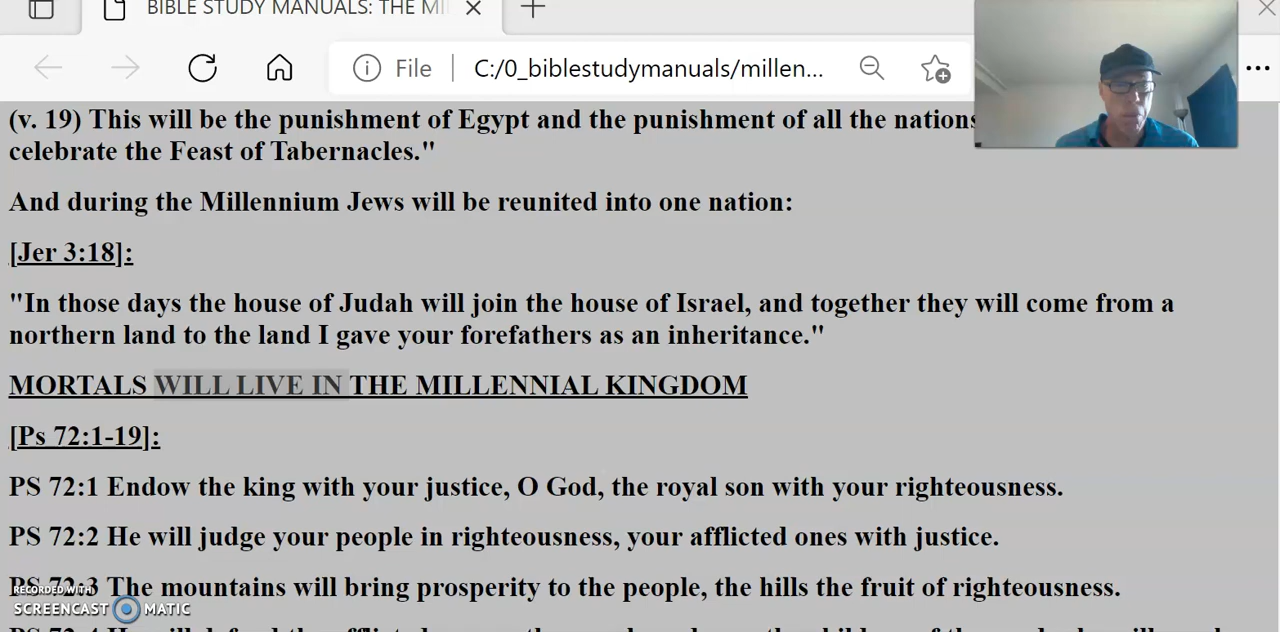 BIBLE STUDY MANUALS: THE MI
File
C:/0_biblestudymanuals/millen...
(v. 19) This will be the punishment of Egypt and the punishment of all the nations
celebrate the Feast of Tabernacles."
And during the Millennium Jews will be reunited into one nation:
[Jer 3:18]:
"In those days the house of Judah will join the house of Israel, and together they will come from a
northern land to the land I gave your forefathers as an inheritance."
MORTALS WILL LIVE IN THE MILLENNIAL KINGDOM
[Ps 72:1-19]:
PS 72:1 Endow the king with your justice, O God, the royal son with your righteousness.
PS 72:2 He will judge your people in righteousness, your afflicted ones with justice.
PS 72:3 The mountains will bring prosperity to the people, the hills the fruit of righteousness.
RECORDED WITH
SCREENCAST MATIC